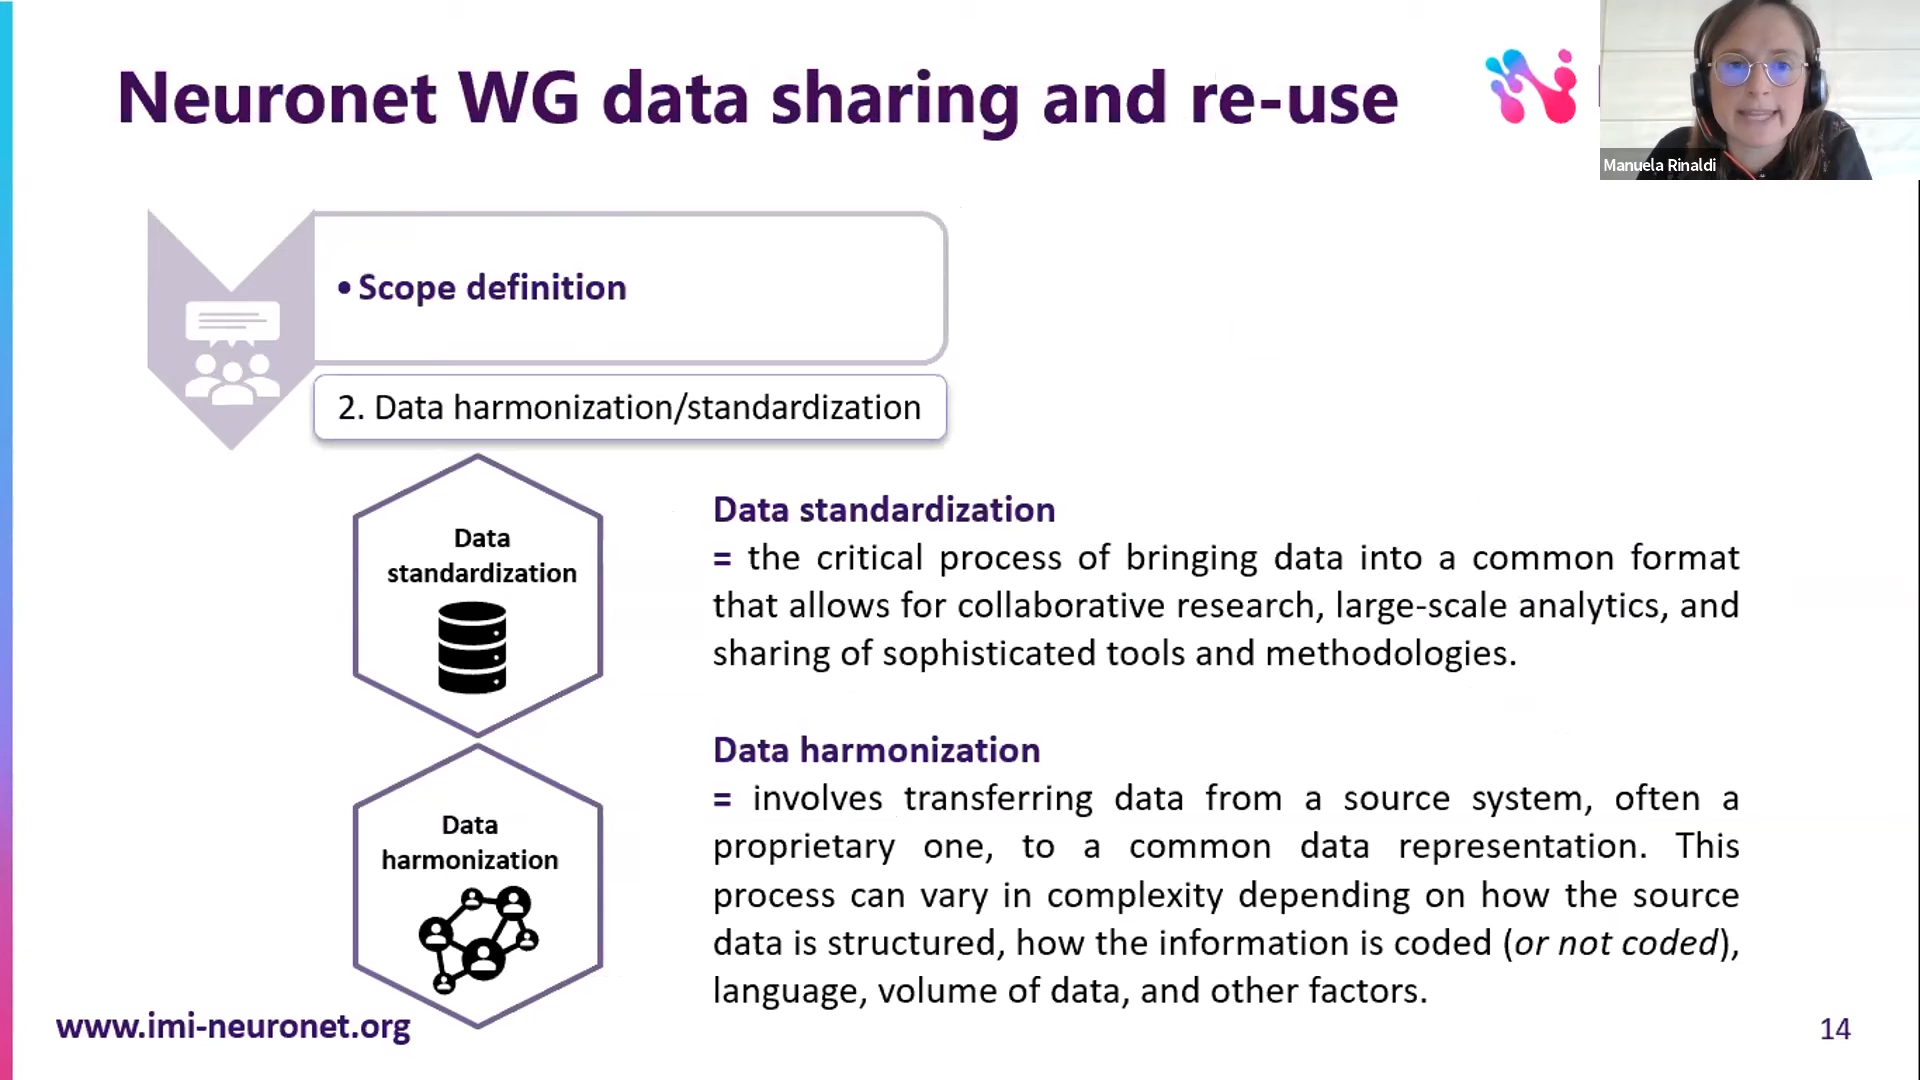 Neuronet WG data sharing and re-use
Manuela Rinaldi
• Scope definition
2. Data harmonization/standardization
Data
standardization
Data standardization
= the critical process of bringing data into a common format
that allows for collaborative research, large-scale analytics, and
sharing of sophisticated tools and methodologies.
Data
harmonization
Data harmonization
= involves transferring data from a source system, often a
proprietary one, to a common data representation. This
process can vary in complexity depending on how the source
data is structured, how the information is coded (or not coded),
language, volume of data, and other factors.
www.imi-neuronet.org
14